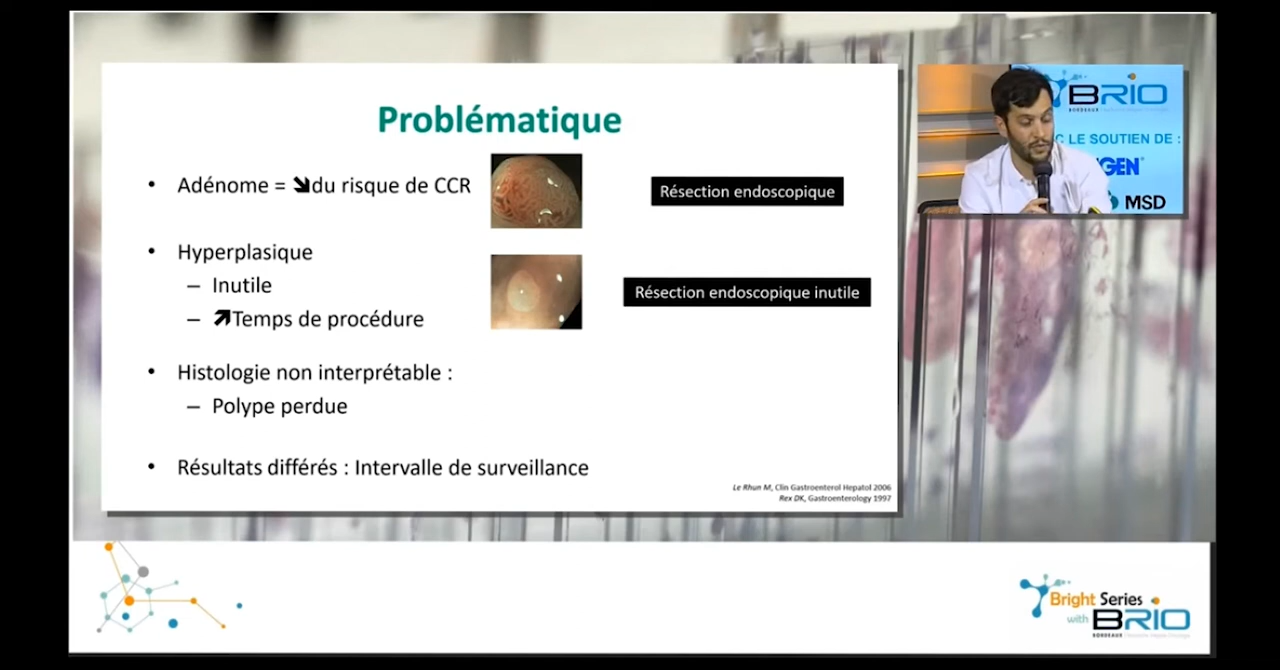 Problématique
• Adénome = ↘du risque de CCR
Résection endoscopique
• Hyperplasique
– Inutile
– ↗Temps de procédure
Résection endoscopique inutile
• Histologie non interprétable :
– Polype perdue
• Résultats différés : Intervalle de surveillance
Le Rhun M, Clin Gastroenterol Hepatol 2006
Rex DK, Gastroenterology 1997
BRIO
BORDEAUX
C LE SOUTIEN DE :
GEN
MSD
Bright Series
with BRIO
BORDEAUX